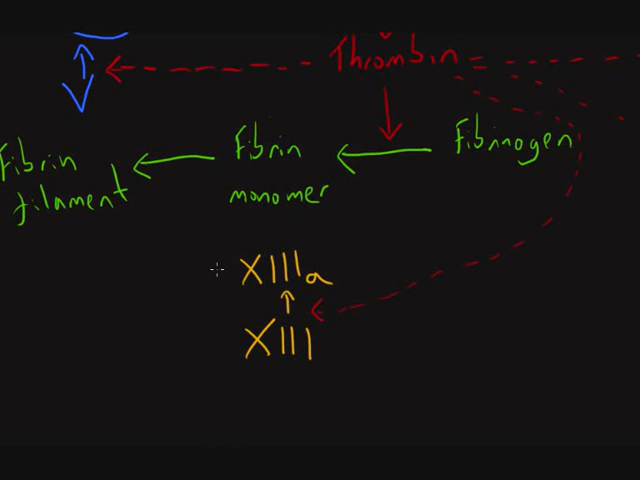 Thrombin
V
Fibrinogen
Fibrin
monomer
Fibrin
filament
XIIIa
XIII